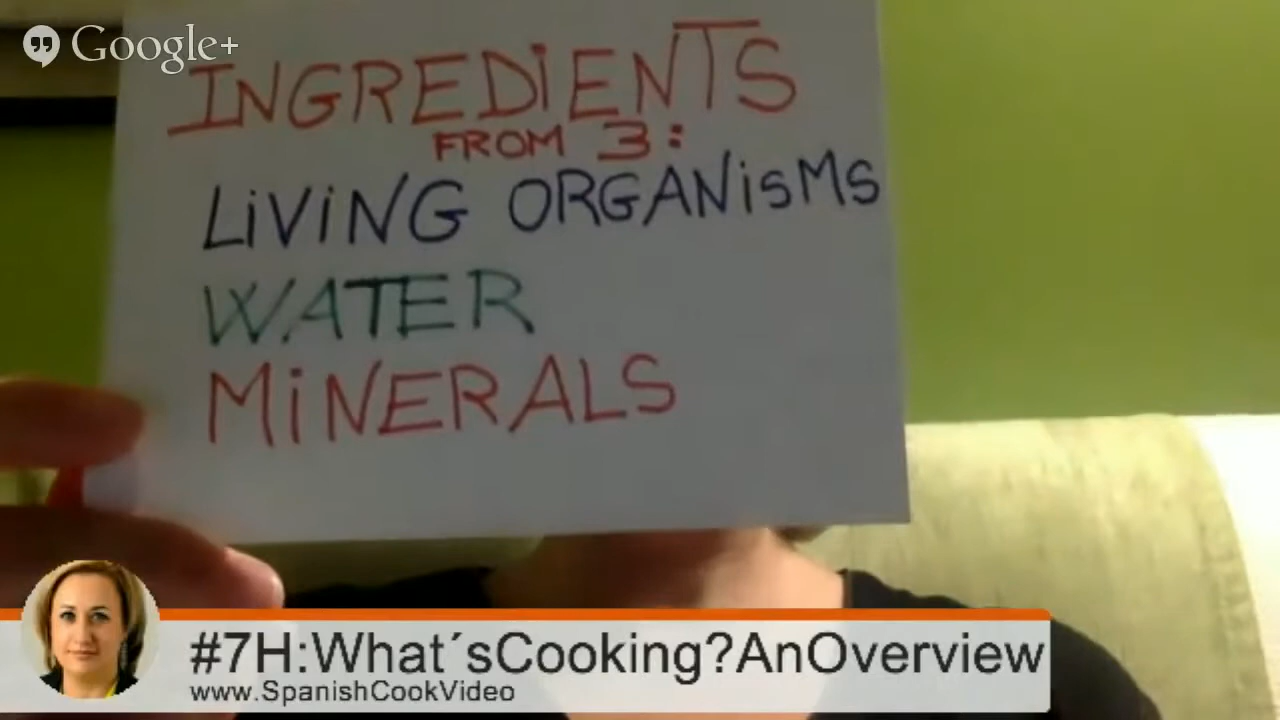 Google+
INGREDiENTS
FROM 3:
LiViNG ORGANisMS
WATER
MiNERALS
#7H:What´sCooking?AnOverview
www.SpanishCookVideo